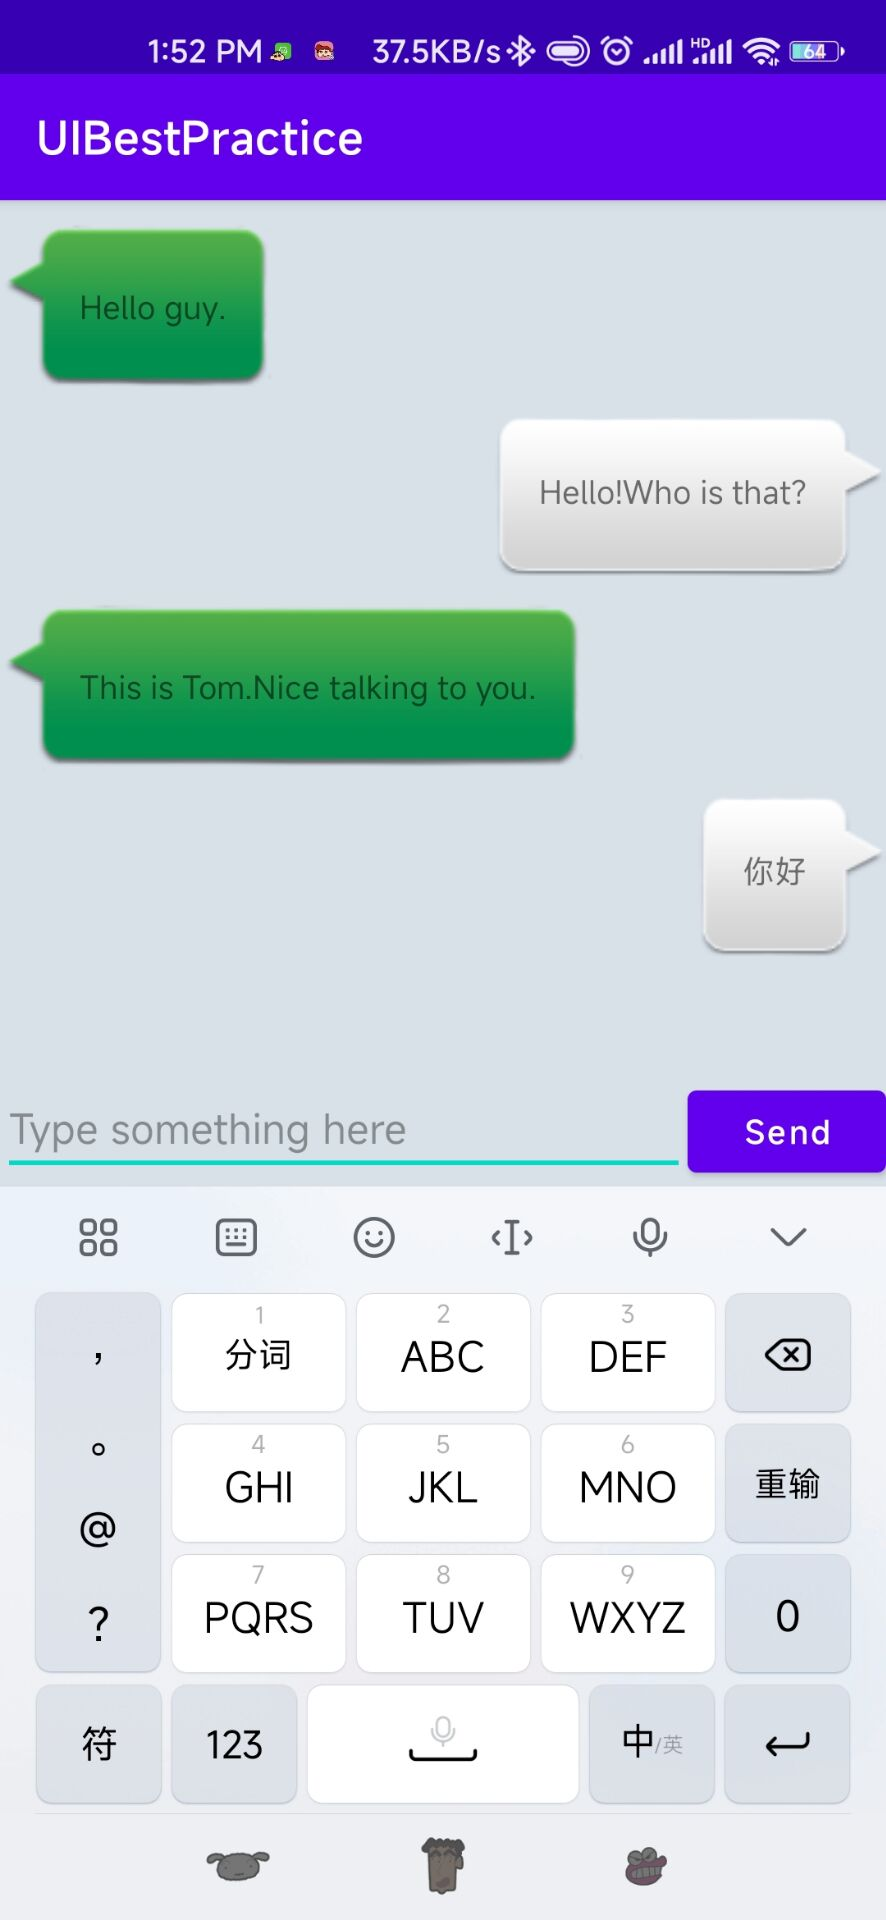 1:52 PM 37.5KB/s HD 64
UIBestPractice
Hello guy.
Hello!Who is that?
This is Tom.Nice talking to you.
你好
Type something here
Send
，
1
分词
2
ABC
3
DEF
。
4
GHI
5
JKL
6
MNO
重输
@
7
PQRS
8
TUV
9
WXYZ
0
?
符
123
中/英